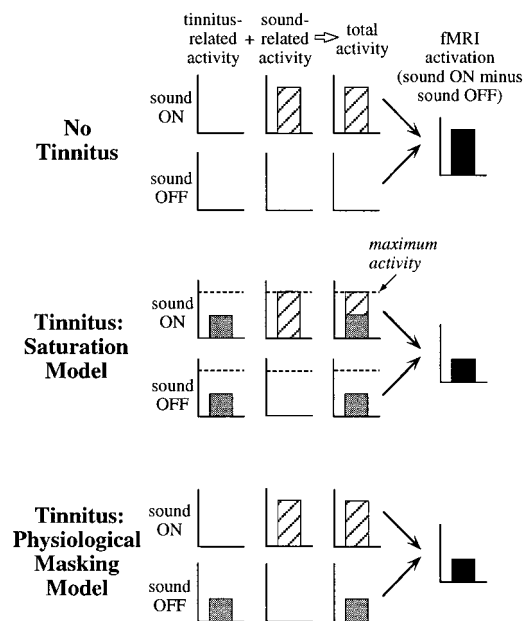 tinnitus- sound- total
related + related ⇒ activity
activity activity
fMRI
activation
(sound ON minus
sound OFF)
No
Tinnitus
sound
ON
sound
OFF
maximum
activity
Tinnitus:
Saturation
Model
sound
ON
sound
OFF
Tinnitus:
Physiological
Masking
Model
sound
ON
sound
OFF